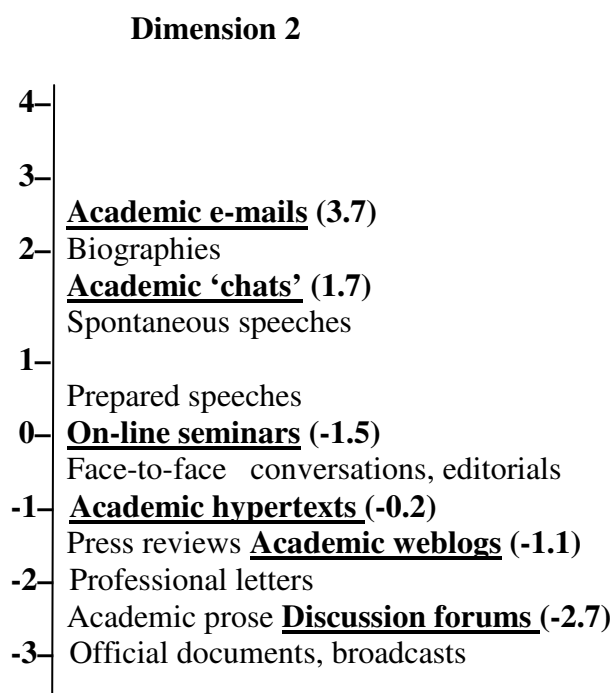 Dimension 2
4–
3–
Academic e-mails (3.7)
2– Biographies
Academic ‘chats’ (1.7)
Spontaneous speeches
1–
Prepared speeches
0– On-line seminars (-1.5)
Face-to-face conversations, editorials
-1– Academic hypertexts (-0.2)
Press reviews Academic weblogs (-1.1)
-2– Professional letters
Academic prose Discussion forums (-2.7)
-3– Official documents, broadcasts